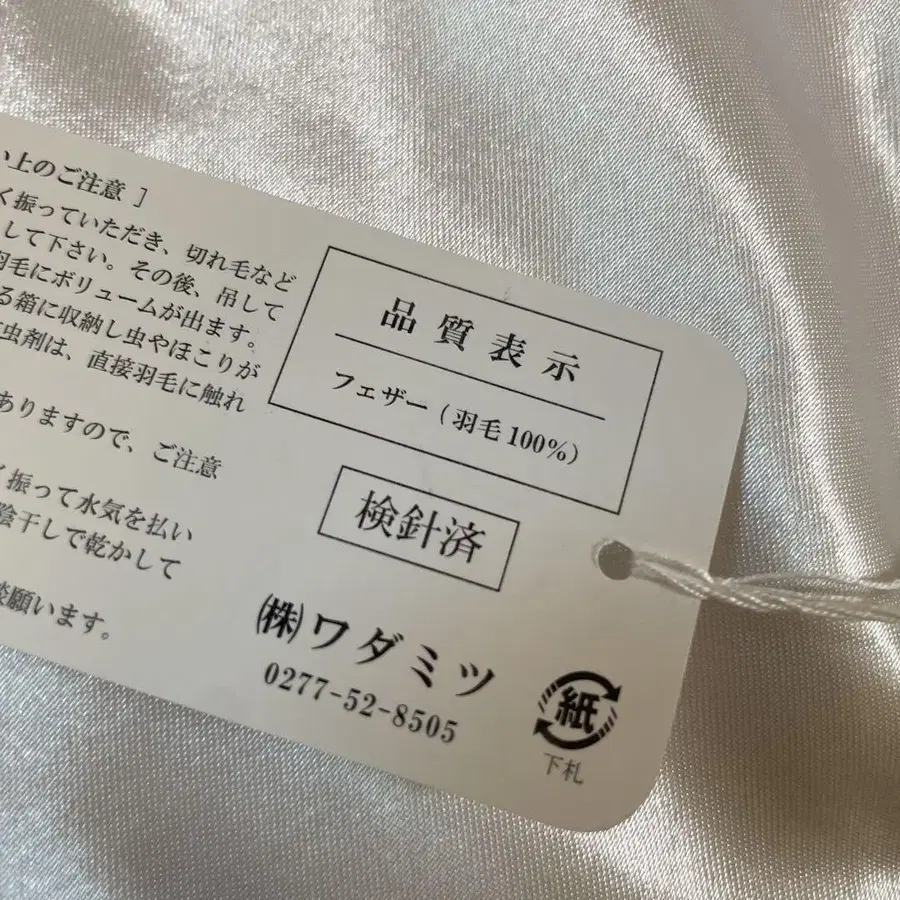 い上のご注意 ]
く振っていただき、切れ毛など
して下さい。その後、吊して
羽毛にボリュームが出ます。
る箱に収納し虫やほこりが
虫剤は、直接羽毛に触れ
ありますので、ご注意
く振って水気を払い
陰干しで乾かして
談願います。
品質表示
フェザー(羽毛100%)
検針済
㈱ワダミツ
0277-52-8505
紙
下札